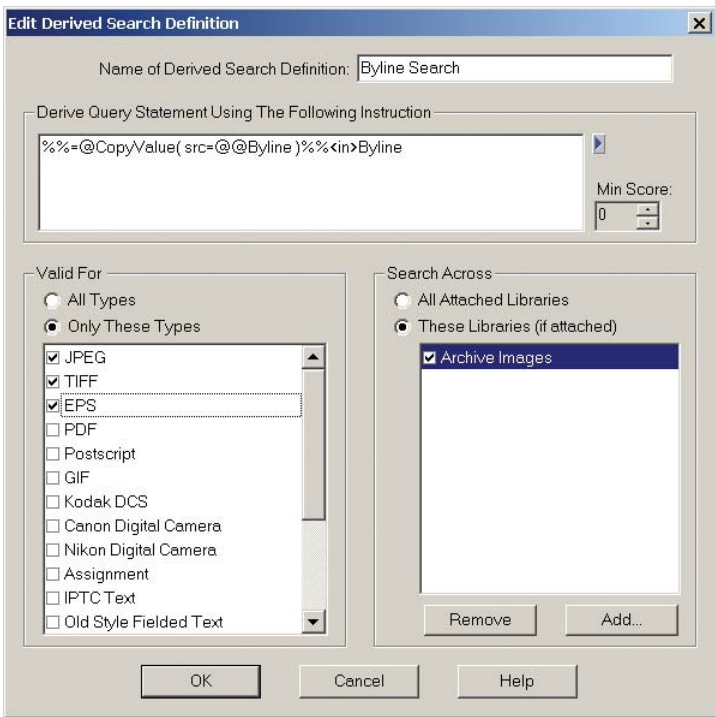 Edit Derived Search Definition
Name of Derived Search Definition: Byline Search
Derive Query Statement Using The Following Instruction
%%=@CopyValue( src=@@Byline )%%<in>Byline
Min Score:
0
Valid For
All Types
Only These Types
JPEG
TIFF
EPS
PDF
Postscript
GIF
Kodak DCS
Canon Digital Camera
Nikon Digital Camera
Assignment
IPTC Text
Old Style Fielded Text
Search Across
All Attached Libraries
These Libraries (if attached)
Archive Images
Remove
Add...
OK
Cancel
Help